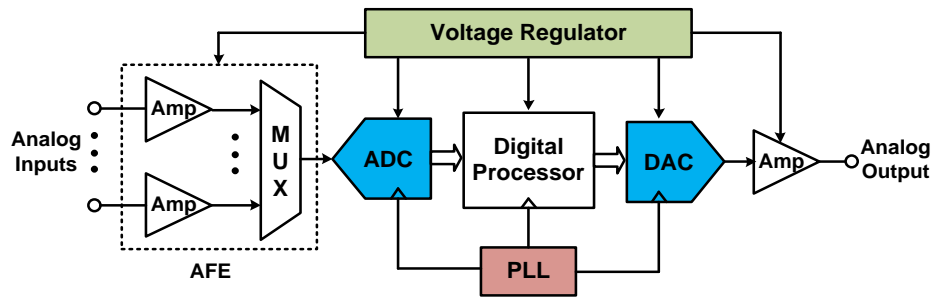 Voltage Regulator
Analog
Inputs
Amp
Amp
M
U
X
ADC
Digital
Processor
DAC
Amp
Analog
Output
AFE
PLL